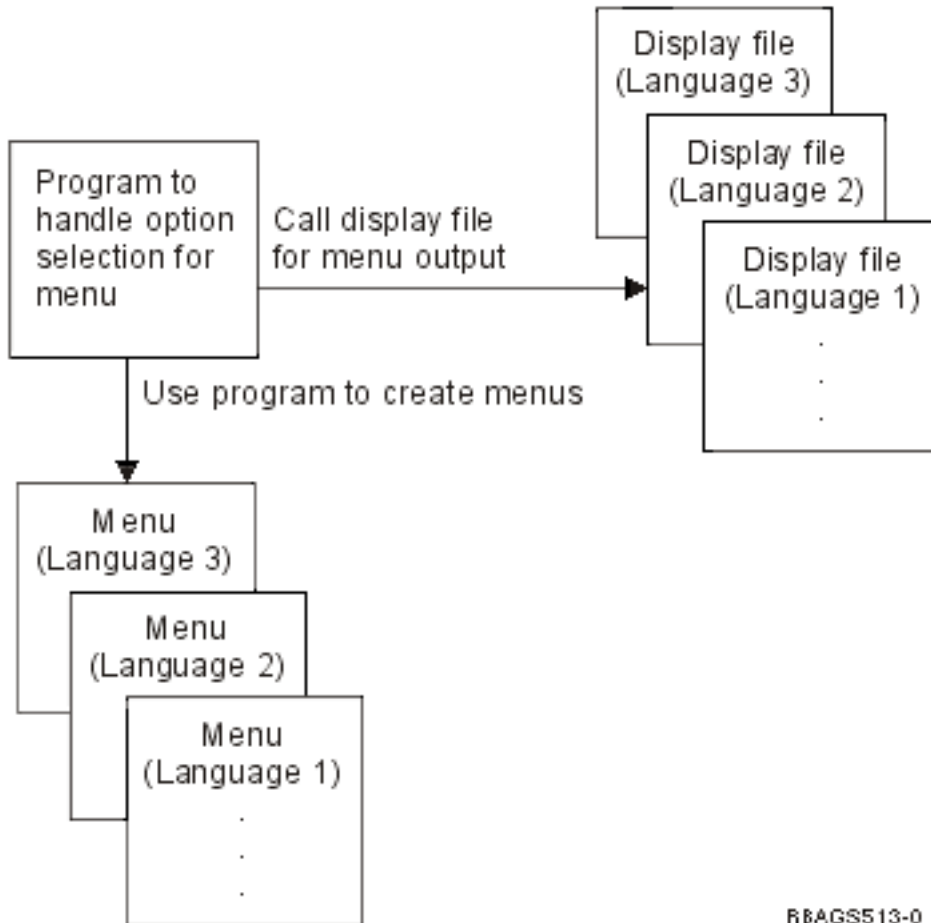 Display file
(Language 3)
Display file
(Language 2)
Display file
(Language 1)
.
.
.
Program to
handle option
selection for
menu
Call display file
for menu output
Use program to create menus
Menu
(Language 3)
Menu
(Language 2)
Menu
(Language 1)
.
.
.
RBAGS513-0